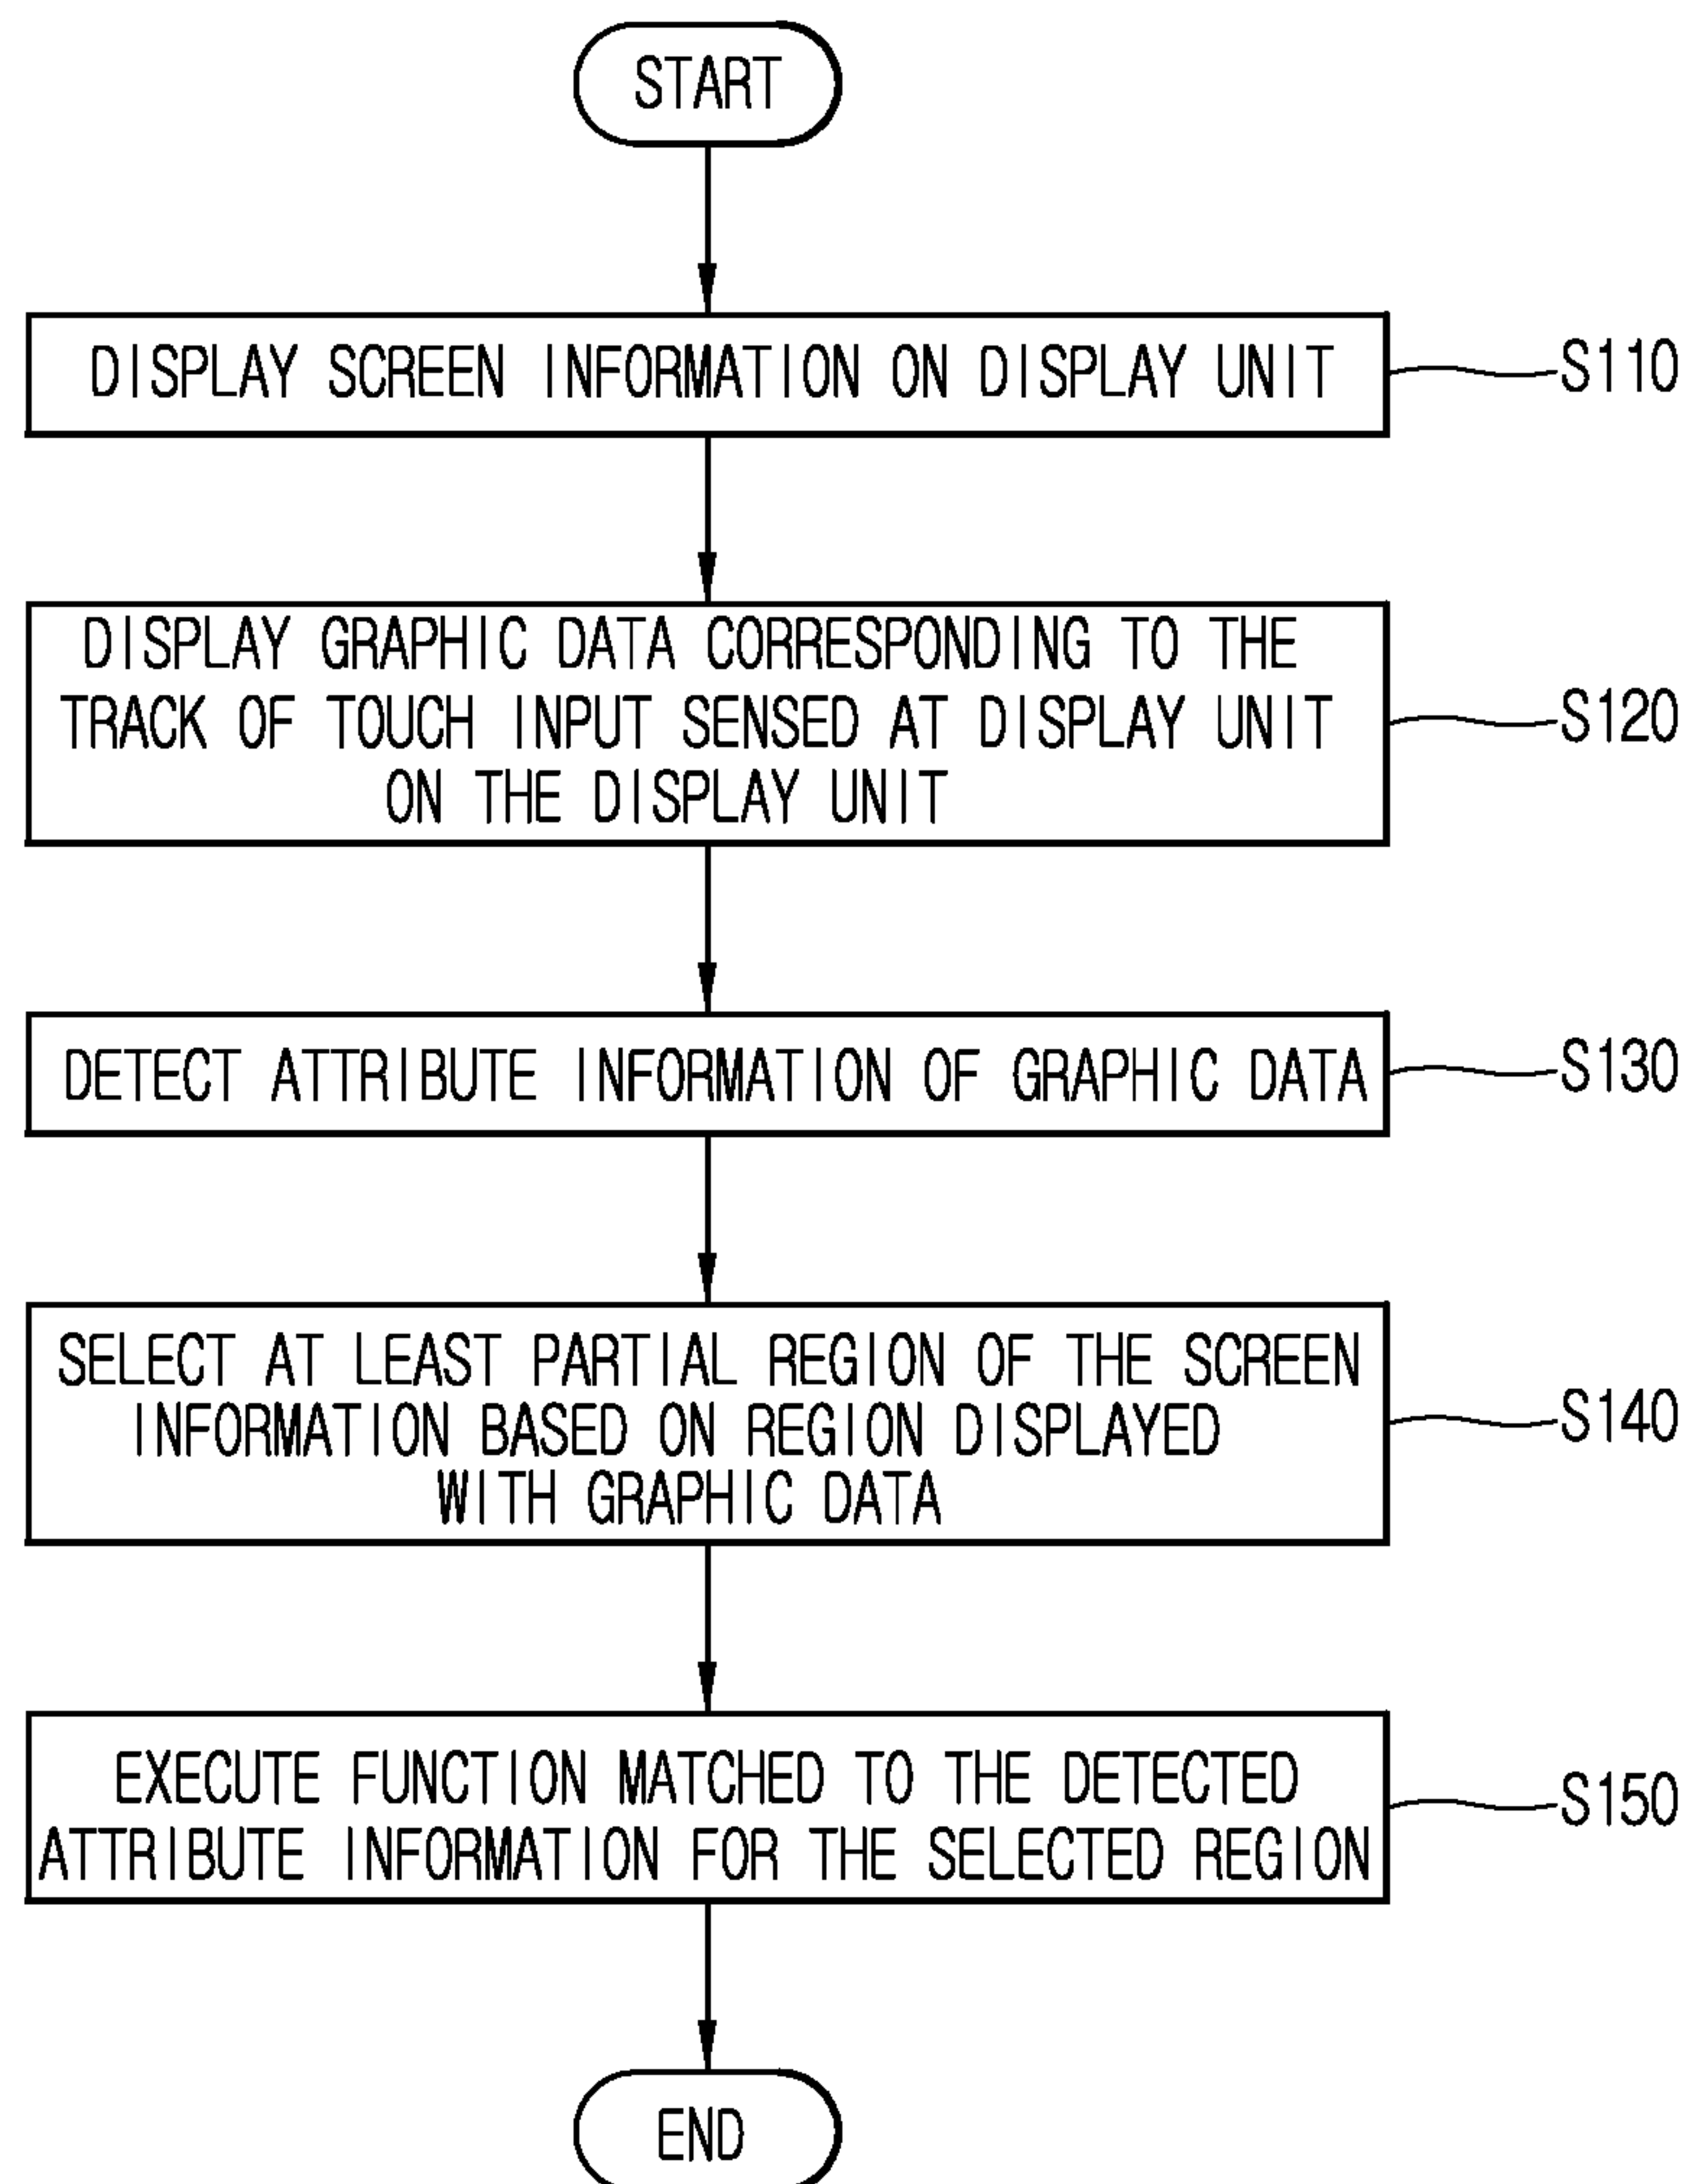 START
DISPLAY SCREEN INFORMATION ON DISPLAY UNIT
S110
DISPLAY GRAPHIC DATA CORRESPONDING TO THE
TRACK OF TOUCH INPUT SENSED AT DISPLAY UNIT
ON THE DISPLAY UNIT
S120
DETECT ATTRIBUTE INFORMATION OF GRAPHIC DATA
S130
SELECT AT LEAST PARTIAL REGION OF THE SCREEN
INFORMATION BASED ON REGION DISPLAYED
WITH GRAPHIC DATA
S140
EXECUTE FUNCTION MATCHED TO THE DETECTED
ATTRIBUTE INFORMATION FOR THE SELECTED REGION
S150
END